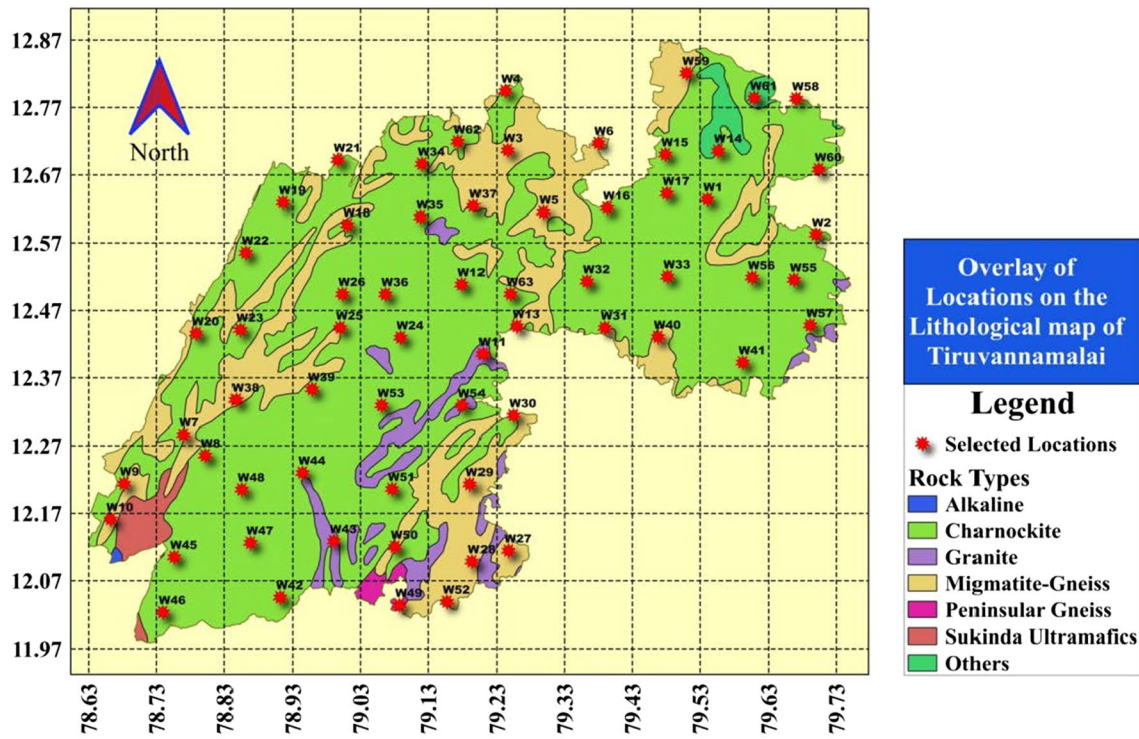 12.87
12.77
12.67
12.57
12.47
12.37
12.27
12.17
12.07
11.97
North
W59
W4
W61
W58
W62
W3
W6
W14
W15
W21
W34
W60
W19
W37
W17
W1
W16
W5
W18
W35
W2
W22
W12
W32
W33
W56
W55
W26
W36
W63
W20
W23
W25
W24
W13
W31
W40
W57
W11
W41
W39
W38
W53
W54
W30
W7
W8
W44
W9
W48
W51
W29
W10
W47
W43
W50
W27
W45
W28
W46
W42
W49
W52
78.63
78.73
78.83
78.93
79.03
79.13
79.23
79.33
79.45
79.53
79.63
79.73
Overlay of
Locations on the
Lithological map of
Tiruvannamalai
Legend
Selected Locations
Rock Types
Alkaline
Charnockite
Granite
Migmatite-Gneiss
Peninsular Gneiss
Sukinda Ultramafics
Others